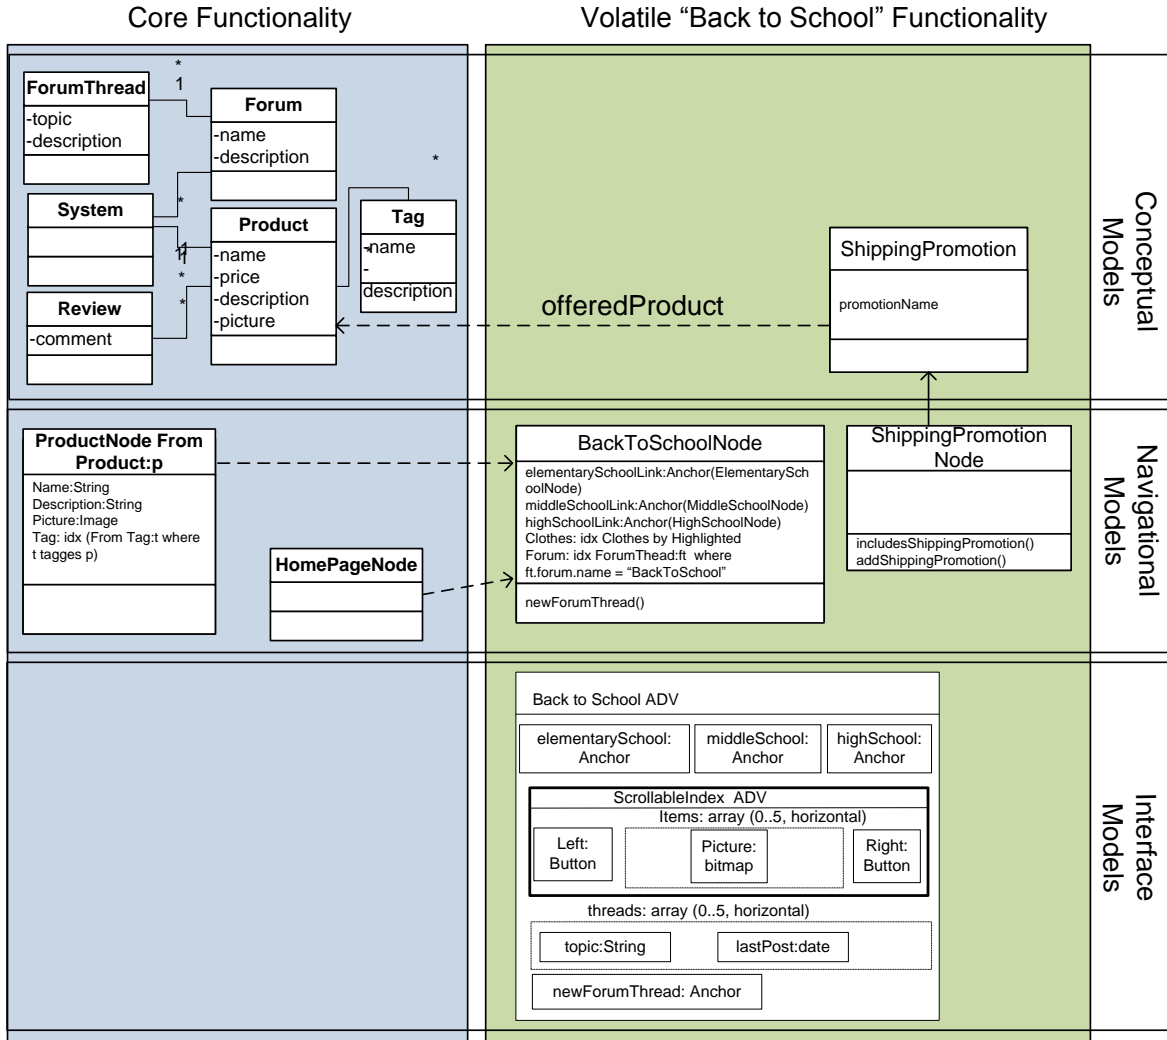 Core Functionality
Volatile “Back to School” Functionality
*
1
ForumThread
-topic
-description
Forum
-name
-description
*
System
*
Product
-name
-price
-description
-picture
1
1
*
*
Tag
-name
*
-
description
Review
-comment
offeredProduct
ShippingPromotion
promotionName
Conceptual
Models
ProductNode From
Product:p
Name:String
Description:String
Picture:Image
Tag: idx (From Tag:t where
t tagges p)
HomePageNode
BackToSchoolNode
elementarySchoolLink:Anchor(ElementarySch
oolNode)
middleSchoolLink:Anchor(MiddleSchoolNode)
highSchoolLink:Anchor(HighSchoolNode)
Clothes: idx Clothes by Highlighted
Forum: idx ForumThead:ft where
ft.forum.name = “BackToSchool”
newForumThread()
ShippingPromotion
Node
includesShippingPromotion()
addShippingPromotion()
Navigational
Models
Back to School ADV
elementarySchool:
Anchor
middleSchool:
Anchor
highSchool:
Anchor
ScrollableIndex ADV
Items: array (0..5, horizontal)
Left:
Button
Picture:
bitmap
Right:
Button
threads: array (0..5, horizontal)
topic:String
lastPost:date
newForumThread: Anchor
Interface
Models